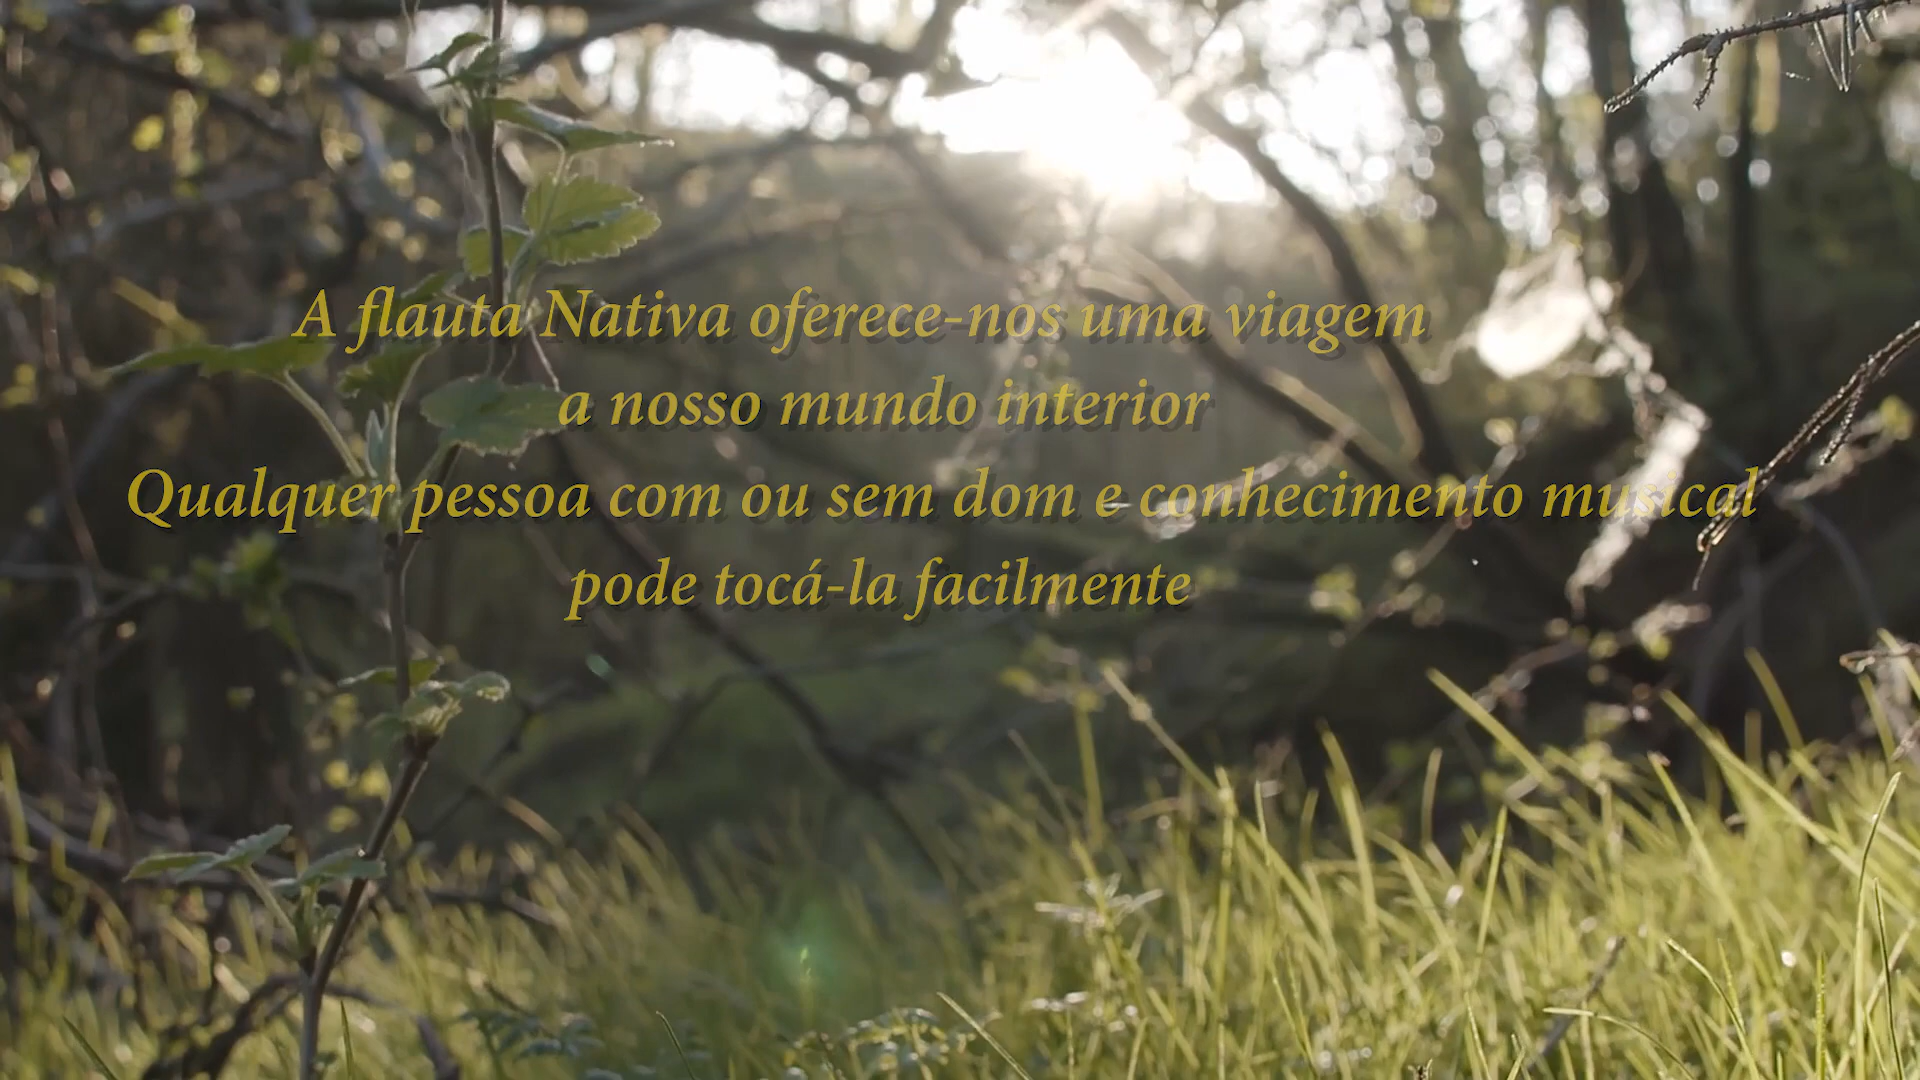 A flauta Nativa oferece-nos uma viagem
a nosso mundo interior
Qualquer pessoa com ou sem dom e conhecimento musical
pode tocá-la facilmente